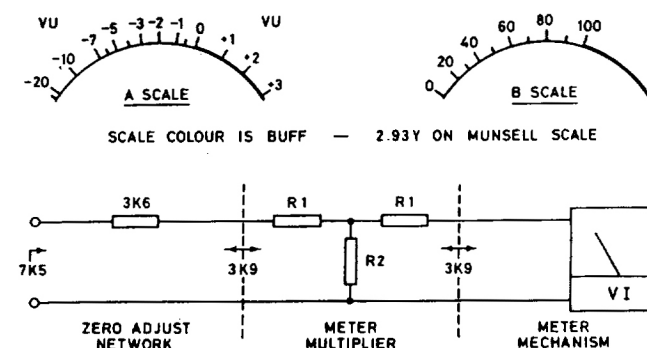 VU
-20
-10
-7
-5
-3
-2
-1
0
+1
+2
+3
VU
A SCALE
0
20
40
60
80
100
B SCALE
SCALE COLOUR IS BUFF — 2.93Y ON MUNSELL SCALE
3K6
R1
R1
7K5
3K9
R2
3K9
VI
ZERO ADJUST
NETWORK
METER
MULTIPLIER
METER
MECHANISM